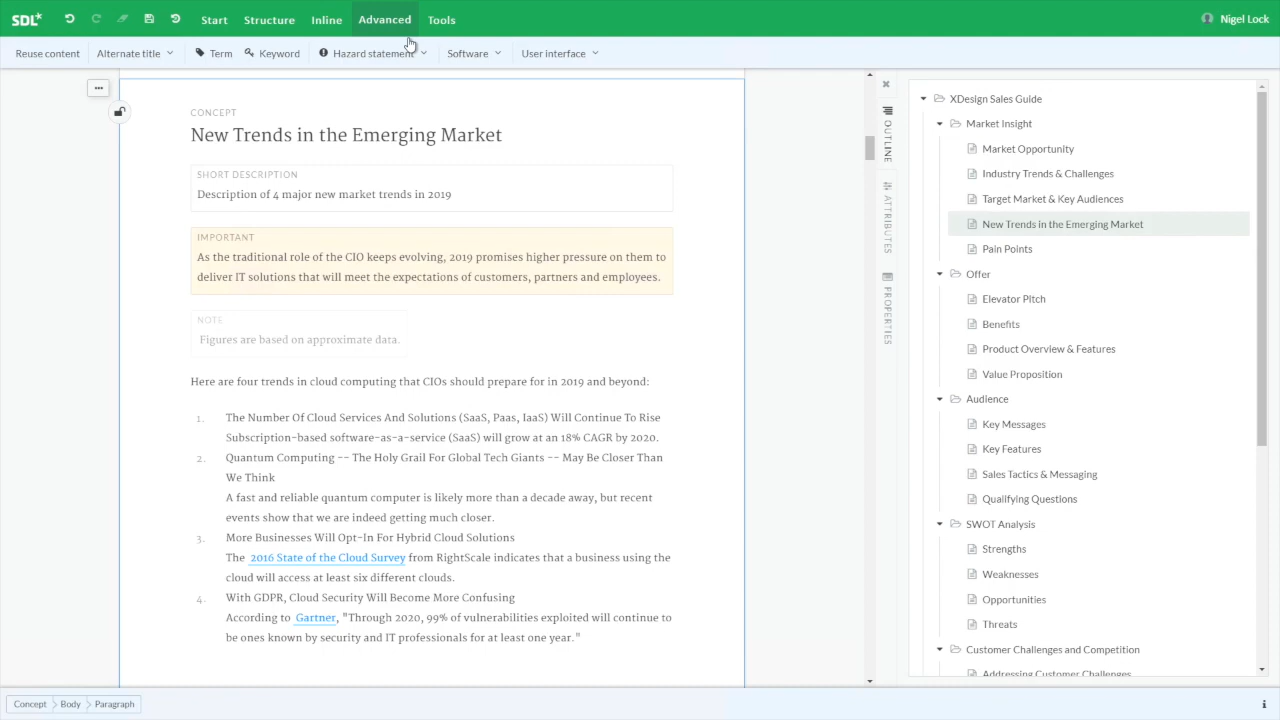 SDL*
Start
Structure
Inline
Advanced
Tools
Nigel Lock
Reuse content
Alternate title
Term
Keyword
Hazard statement
Software
User interface
CONCEPT
New Trends in the Emerging Market
SHORT DESCRIPTION
Description of 4 major new market trends in 2019
IMPORTANT
As the traditional role of the CIO keeps evolving, 2019 promises higher pressure on them to
deliver IT solutions that will meet the expectations of customers, partners and employees.
NOTE
Figures are based on approximate data.
Here are four trends in cloud computing that CIOs should prepare for in 2019 and beyond:
1. The Number Of Cloud Services And Solutions (SaaS, Paas, IaaS) Will Continue To Rise
Subscription-based software-as-a-service (SaaS) will grow at an 18% CAGR by 2020.
2. Quantum Computing -- The Holy Grail For Global Tech Giants -- May Be Closer Than
We Think
A fast and reliable quantum computer is likely more than a decade away, but recent
events show that we are indeed getting much closer.
3. More Businesses Will Opt-In For Hybrid Cloud Solutions
The 2016 State of the Cloud Survey from RightScale indicates that a business using the
cloud will access at least six different clouds.
4. With GDPR, Cloud Security Will Become More Confusing
According to Gartner, "Through 2020, 99% of vulnerabilities exploited will continue to
be ones known by security and IT professionals for at least one year."
OUTLINE
ATTRIBUTES
PROPERTIES
XDesign Sales Guide
Market Insight
Market Opportunity
Industry Trends & Challenges
Target Market & Key Audiences
New Trends in the Emerging Market
Pain Points
Offer
Elevator Pitch
Benefits
Product Overview & Features
Value Proposition
Audience
Key Messages
Key Features
Sales Tactics & Messaging
Qualifying Questions
SWOT Analysis
Strengths
Weaknesses
Opportunities
Threats
Customer Challenges and Competition
Addressing Customer Challenges
Concept
Body
Paragraph